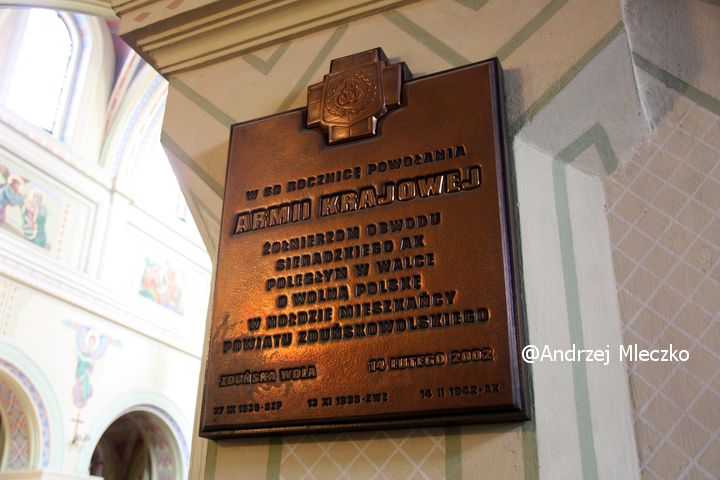 W 60 ROCZNICĘ POWOŁANIA
ARMII KRAJOWEJ
ŻOŁNIERZOM OBWODU
SIERADZKIEGO AK
POLEGŁYM W WALCE
O WOLNĄ POLSKĘ
W HOŁDZIE MIESZKAŃCY
POWIATU ZDUŃSKOWOLSKIEGO
ZDUŃSKA WOLA 14 LUTEGO 2002
27 IX 1939-SZP 13 XI 1939-ZWZ 14 II 1942-AK
@Andrzej Mleczko